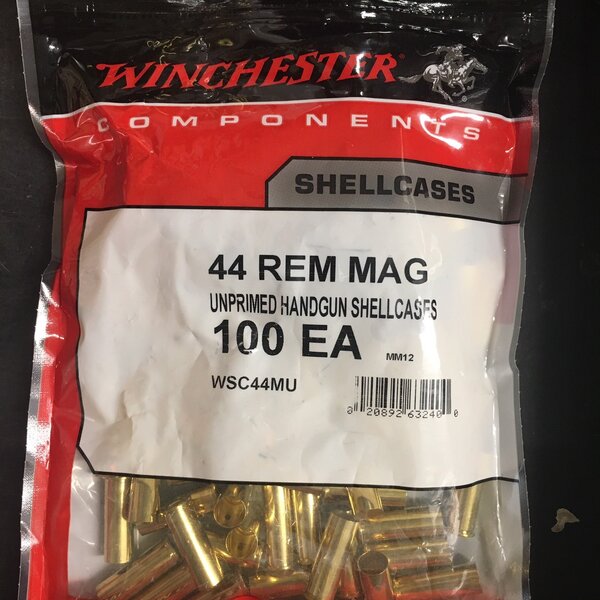 WINCHESTER
®
COMPONENTS
SHELLCASES
44 REM MAG
UNPRIMED HANDGUN SHELLCASES
100 EA MM12
WSC44MU
0 20892 63240 0